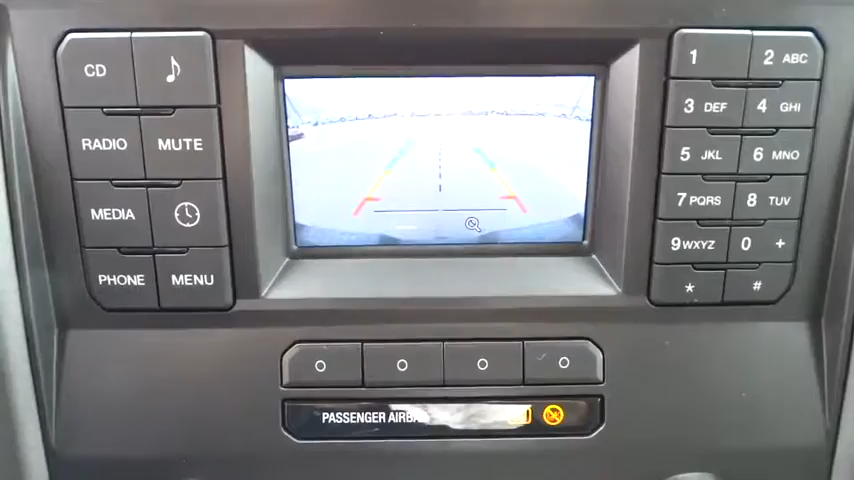 CD
RADIO MUTE
MEDIA
PHONE MENU
1 2 ABC
3 DEF 4 GHI
5 JKL 6 MNO
7 PQRS 8 TUV
9 WXYZ 0 +
* #
PASSENGER AIRBAG